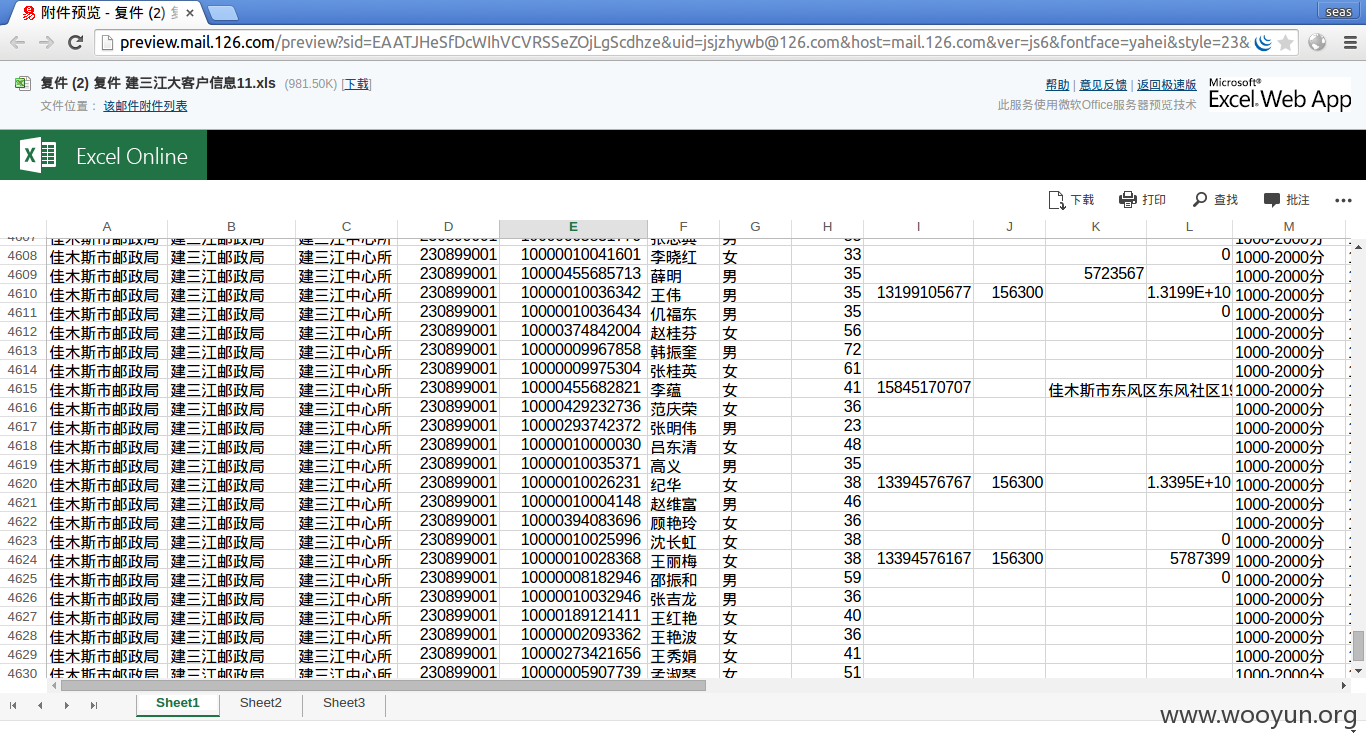 附件预览 - 复件 (2) 复
seas
preview.mail.126.com/preview?sid=EAATJHeSfDcWIhVCVRSSeZOjLgScdhze&uid=jsjzhywb@126.com&host=mail.126.com&ver=js6&fontface=yahei&style=23&
复件 (2) 复件 建三江大客户信息11.xls (981.50K) [下载]
帮助 | 意见反馈 | 返回极速版
文件位置： 该邮件附件列表
此服务使用微软Office服务器预览技术
Microsoft® Excel Web App
Excel Online
下载 打印 查找 批注
A B C D E F G H I J K L M
4608 佳木斯市邮政局 建三江邮政局 建三江中心所 230899001 10000010041601 李晓红 女 33 0 1000-2000分
4609 佳木斯市邮政局 建三江邮政局 建三江中心所 230899001 10000455685713 薛明 男 35 5723567 1000-2000分
4610 佳木斯市邮政局 建三江邮政局 建三江中心所 230899001 10000010036342 王伟 男 35 13199105677 156300 1.3199E+10 1000-2000分
4611 佳木斯市邮政局 建三江邮政局 建三江中心所 230899001 10000010036434 仉福东 男 35 0 1000-2000分
4612 佳木斯市邮政局 建三江邮政局 建三江中心所 230899001 10000374842004 赵桂芬 女 56 1000-2000分
4613 佳木斯市邮政局 建三江邮政局 建三江中心所 230899001 10000009967858 韩振奎 男 72 1000-2000分
4614 佳木斯市邮政局 建三江邮政局 建三江中心所 230899001 10000009975304 张桂英 女 61 1000-2000分
4615 佳木斯市邮政局 建三江邮政局 建三江中心所 230899001 10000455682821 李蕴 女 41 15845170707 佳木斯市东风区东风社区19 1000-2000分
4616 佳木斯市邮政局 建三江邮政局 建三江中心所 230899001 10000429232736 范庆荣 女 36 1000-2000分
4617 佳木斯市邮政局 建三江邮政局 建三江中心所 230899001 10000293742372 张明伟 男 23 1000-2000分
4618 佳木斯市邮政局 建三江邮政局 建三江中心所 230899001 10000010000030 吕东清 女 48 1000-2000分
4619 佳木斯市邮政局 建三江邮政局 建三江中心所 230899001 10000010035371 高义 男 35 1000-2000分
4620 佳木斯市邮政局 建三江邮政局 建三江中心所 230899001 10000010026231 纪华 女 38 13394576767 156300 1.3395E+10 1000-2000分
4621 佳木斯市邮政局 建三江邮政局 建三江中心所 230899001 10000010004148 赵维富 男 46 1000-2000分
4622 佳木斯市邮政局 建三江邮政局 建三江中心所 230899001 10000394083696 顾艳玲 女 36 1000-2000分
4623 佳木斯市邮政局 建三江邮政局 建三江中心所 230899001 10000010025996 沈长虹 女 38 0 1000-2000分
4624 佳木斯市邮政局 建三江邮政局 建三江中心所 230899001 10000010028368 王丽梅 女 38 13394576167 156300 5787399 1000-2000分
4625 佳木斯市邮政局 建三江邮政局 建三江中心所 230899001 10000008182946 邵振和 男 59 0 1000-2000分
4626 佳木斯市邮政局 建三江邮政局 建三江中心所 230899001 10000010032946 张吉龙 男 36 1000-2000分
4627 佳木斯市邮政局 建三江邮政局 建三江中心所 230899001 10000189121411 王红艳 女 40 1000-2000分
4628 佳木斯市邮政局 建三江邮政局 建三江中心所 230899001 10000002093362 王艳波 女 36 1000-2000分
4629 佳木斯市邮政局 建三江邮政局 建三江中心所 230899001 10000273421656 王秀娟 女 41 1000-2000分
4630 佳木斯市邮政局 建三江邮政局 建三江中心所 230899001 10000005907739 孟淑琴 女 51 1000-2000分
Sheet1 Sheet2 Sheet3
www.wooyun.org